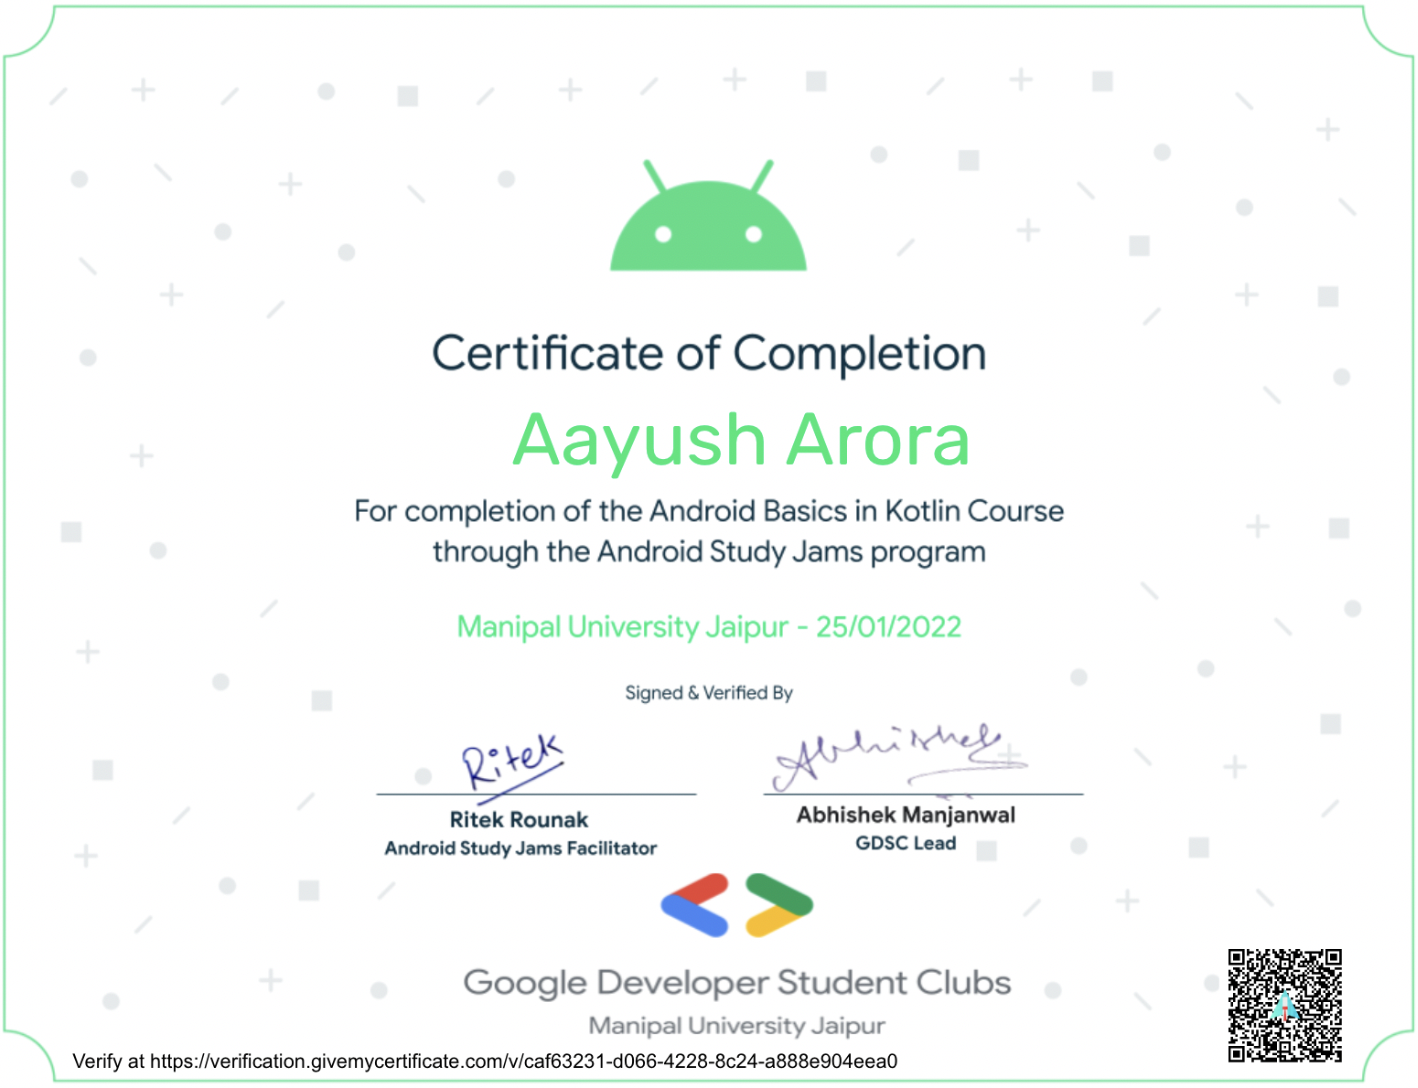 Certificate of Completion
Aayush Arora
For completion of the Android Basics in Kotlin Course
through the Android Study Jams program
Manipal University Jaipur - 25/01/2022
Signed & Verified By
Ritek
Ritek Rounak
Android Study Jams Facilitator
Abhishek
Abhishek Manjanwal
GDSC Lead
Google Developer Student Clubs
Manipal University Jaipur
Verify at https://verification.givemycertificate.com/v/caf63231-d066-4228-8c24-a888e904eea0